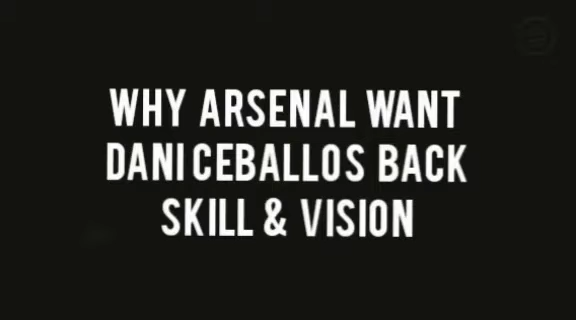 WHY ARSENAL WANT
DANI CEBALLOS BACK
SKILL & VISION